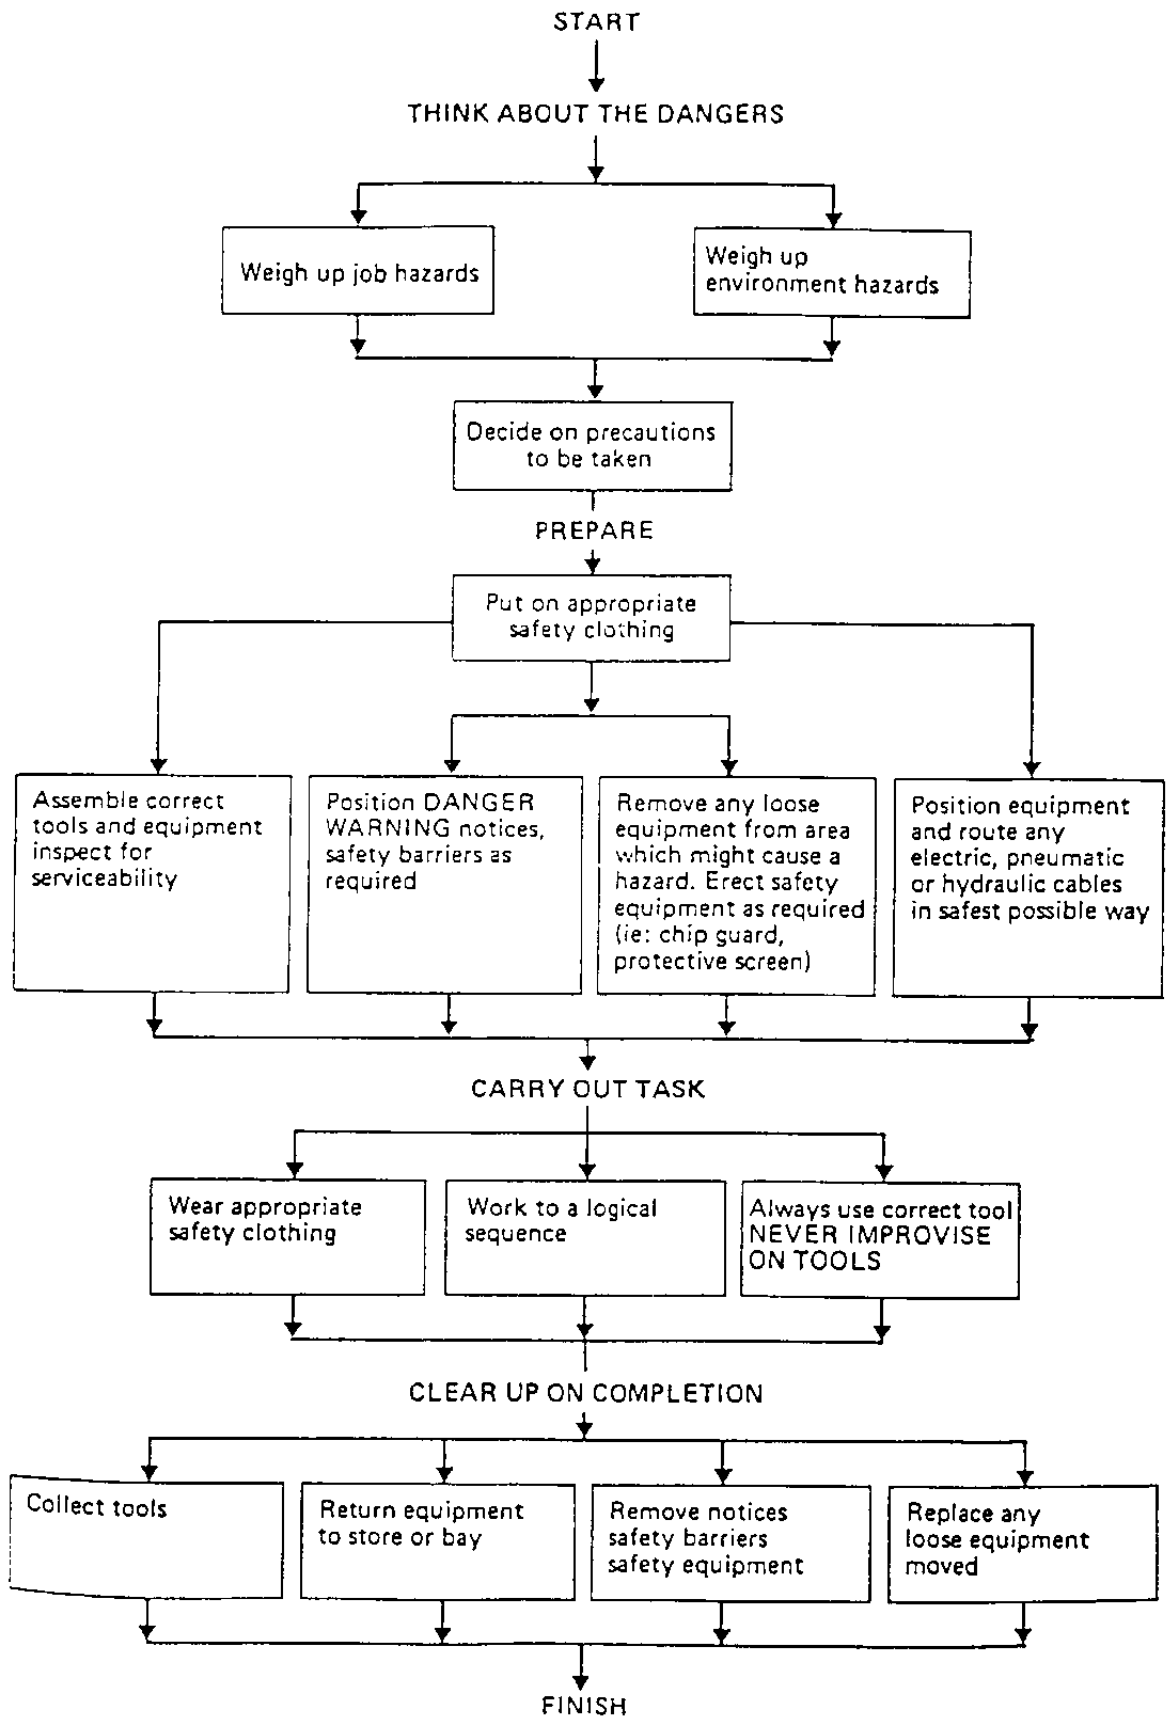 START
THINK ABOUT THE DANGERS
Weigh up job hazards
Weigh up
environment hazards
Decide on precautions
to be taken
PREPARE
Put on appropriate
safety clothing
Assemble correct
tools and equipment
inspect for
serviceability
Position DANGER
WARNING notices,
safety barriers as
required
Remove any loose
equipment from area
which might cause a
hazard. Erect safety
equipment as required
(ie: chip guard,
protective screen)
Position equipment
and route any
electric, pneumatic
or hydraulic cables
in safest possible way
CARRY OUT TASK
Wear appropriate
safety clothing
Work to a logical
sequence
Always use correct tool
NEVER IMPROVISE
ON TOOLS
CLEAR UP ON COMPLETION
Collect tools
Return equipment
to store or bay
Remove notices
safety barriers
safety equipment
Replace any
loose equipment
moved
FINISH